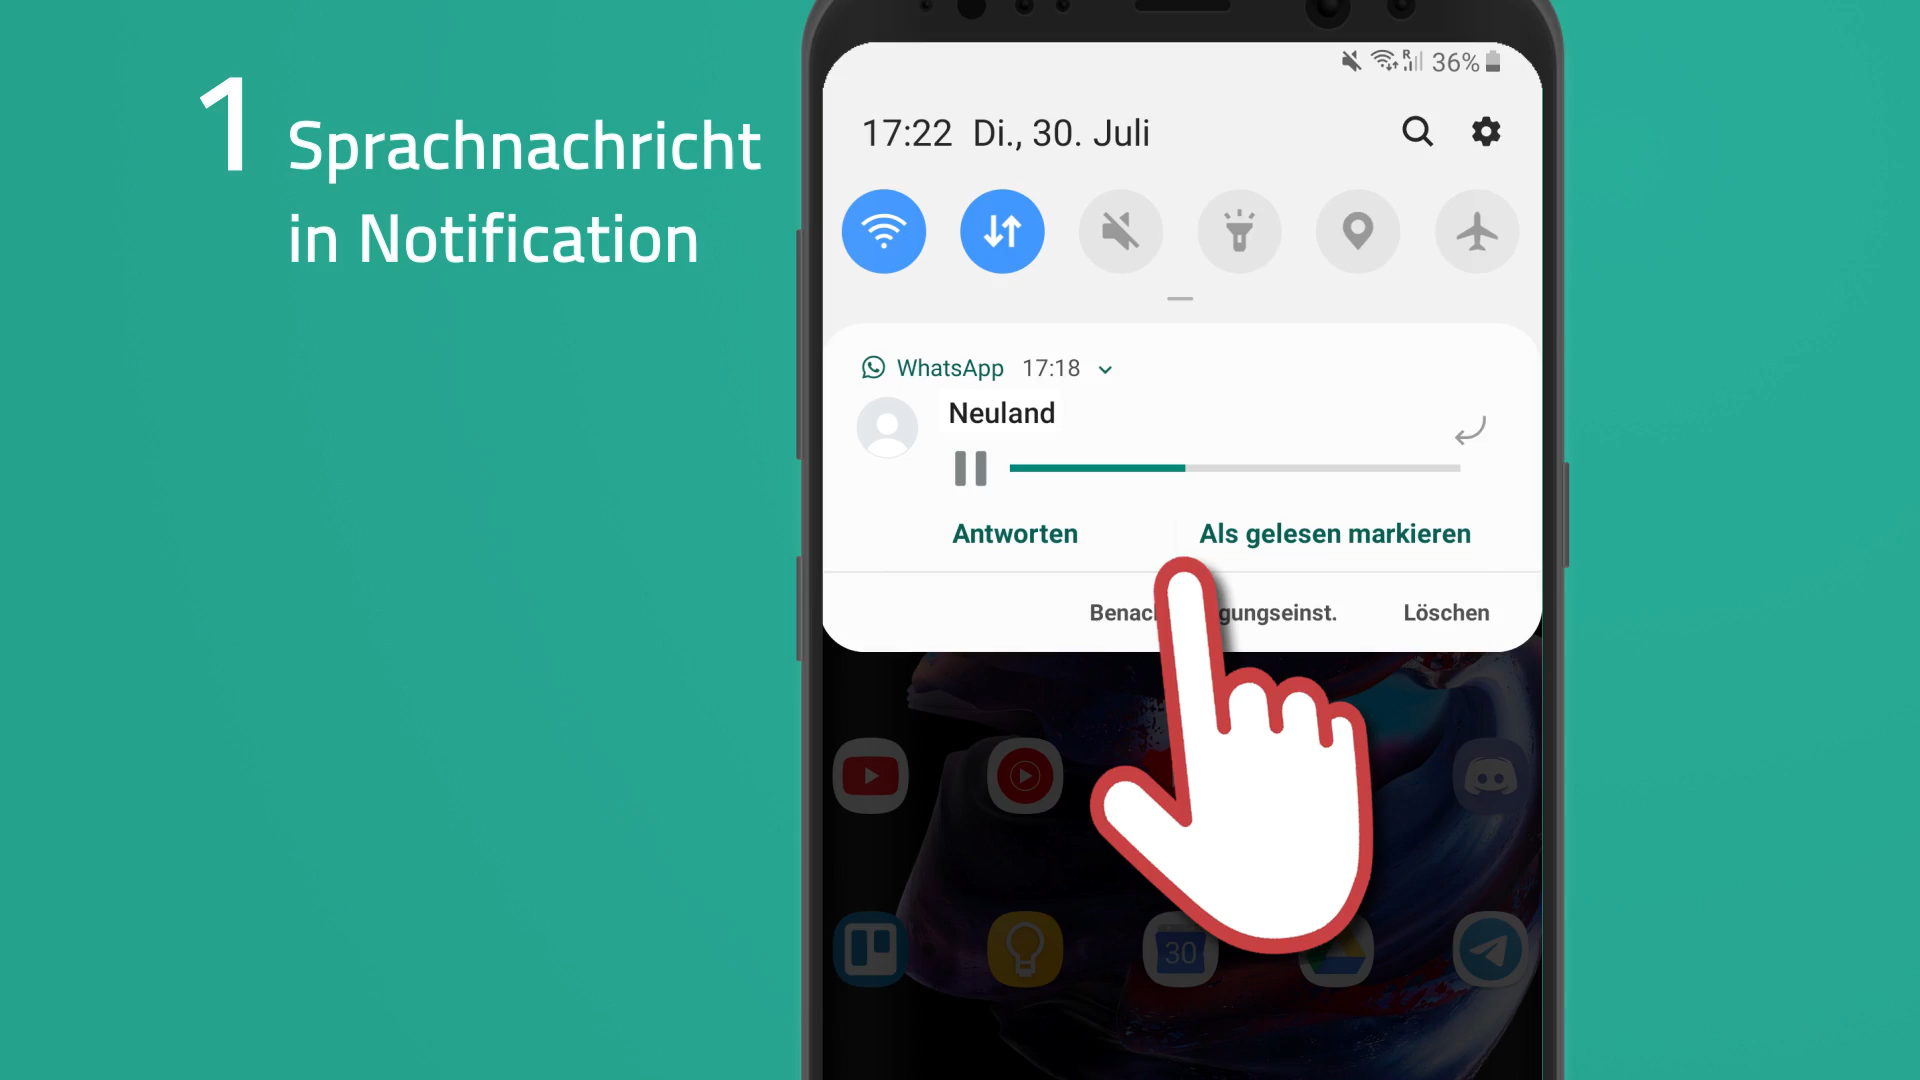 1 Sprachnachricht
in Notification
R 36%
17:22 Di., 30. Juli
WhatsApp 17:18
Neuland
Antworten Als gelesen markieren
Löschen
30